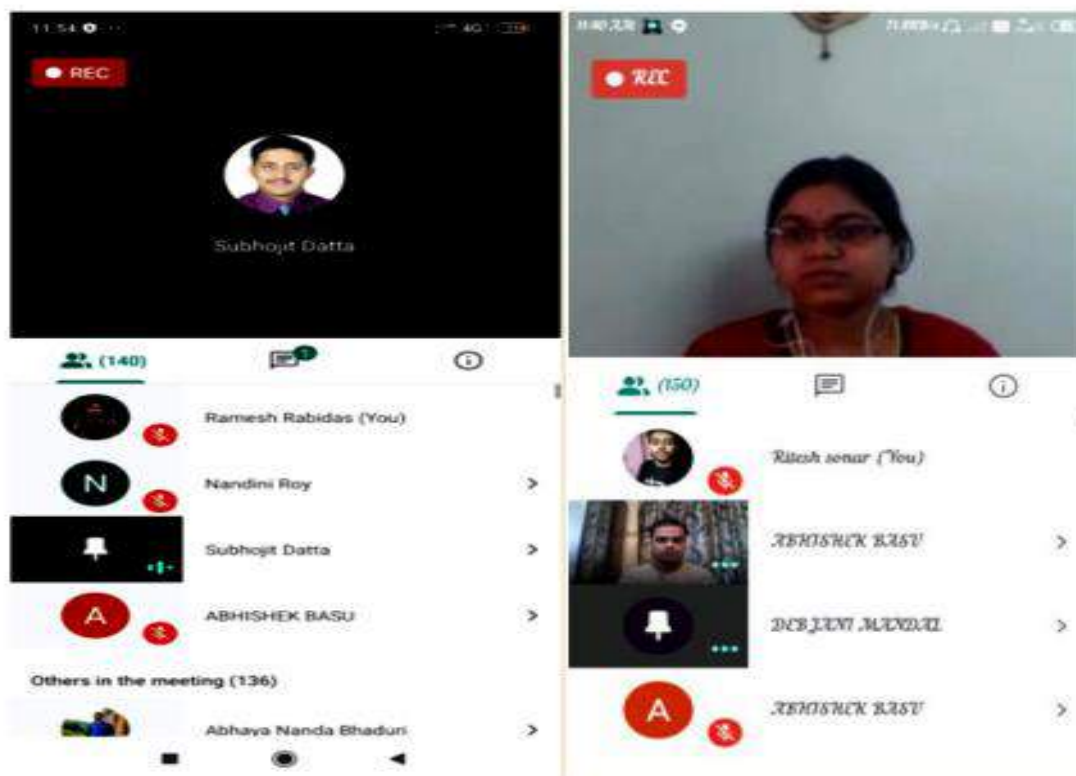 11:54
REC
Subhojit Datta
(140)
1
Ramesh Rabidas (You)
N
Nandini Roy
Subhojit Datta
A
ABHISHEK BASU
Others in the meeting (136)
Abhaya Nanda Bhaduri
REC
(150)
Ritesh sonar (You)
ABHISHEK BASU
DEBJANI MANDAL
A
ABHISHEK BASU